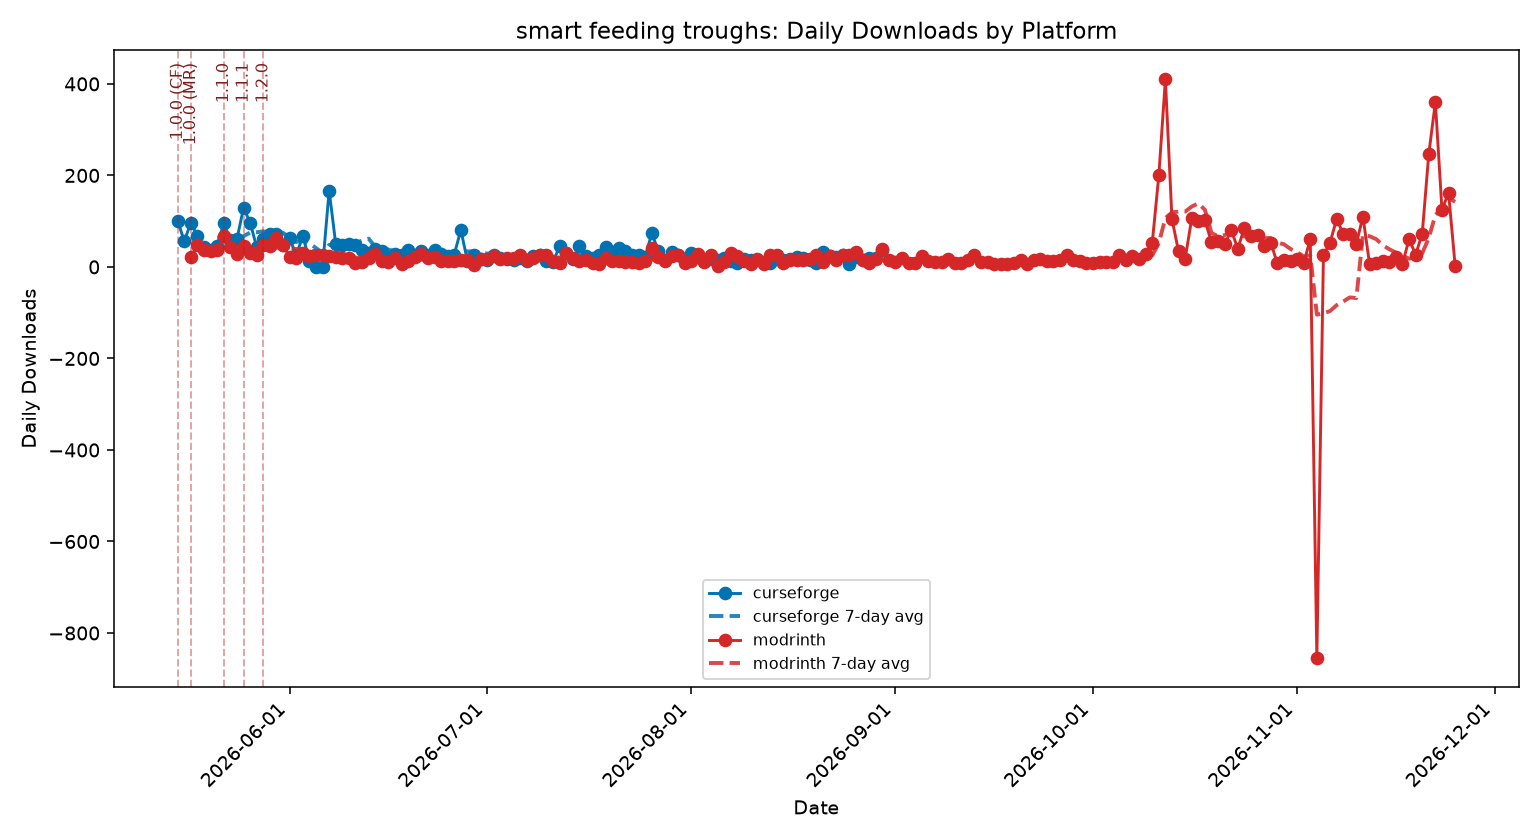 smart feeding troughs: Daily Downloads by Platform
1.0.0 (CF)
1.0.0 (MR)
1.1.0
1.1.1
1.2.0
400
200
0
−200
−400
−600
−800
Daily Downloads
curseforge
curseforge 7-day avg
modrinth
modrinth 7-day avg
2026-06-01
2026-07-01
2026-08-01
2026-09-01
2026-10-01
2026-11-01
2026-12-01
Date